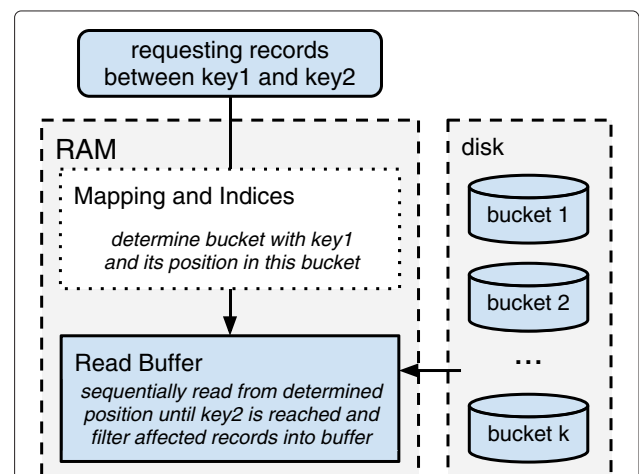 requesting records
between key1 and key2
RAM
Mapping and Indices
determine bucket with key1
and its position in this bucket
Read Buffer
sequentially read from determined
position until key2 is reached and
filter affected records into buffer
disk
bucket 1
bucket 2
...
bucket k